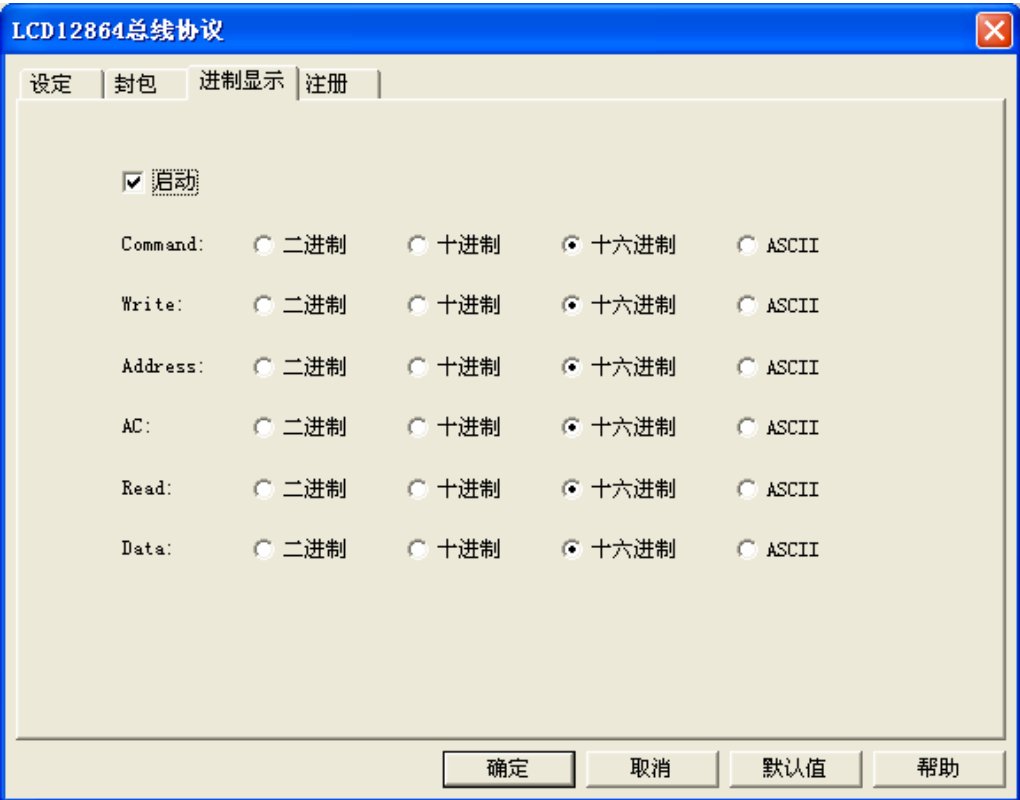 LCD12864总线协议
设定 封包 进制显示 注册
启动
Command: 二进制 十进制 十六进制 ASCII
Write: 二进制 十进制 十六进制 ASCII
Address: 二进制 十进制 十六进制 ASCII
AC: 二进制 十进制 十六进制 ASCII
Read: 二进制 十进制 十六进制 ASCII
Data: 二进制 十进制 十六进制 ASCII
确定 取消 默认值 帮助